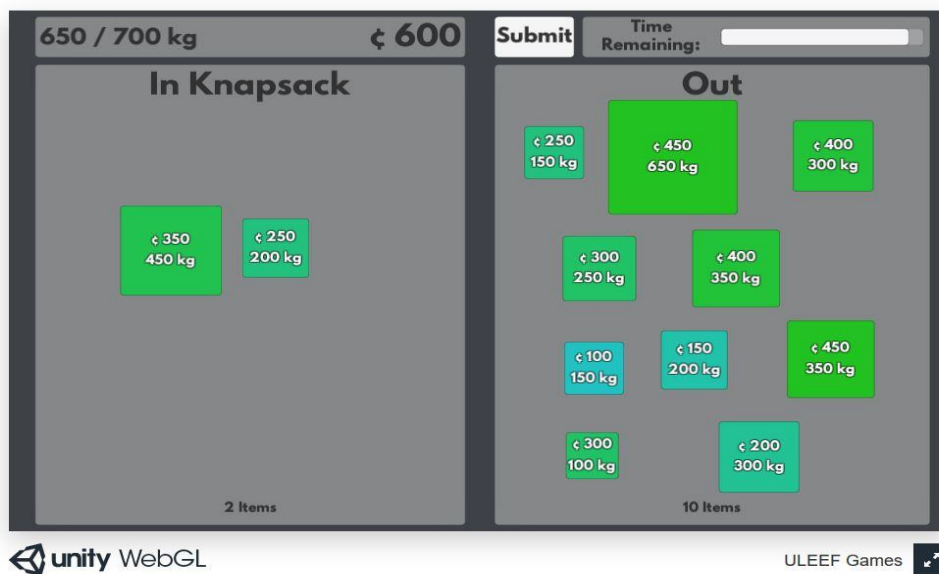 650 / 700 kg
¢ 600
Submit
Time
Remaining:
In Knapsack
¢ 350
450 kg
¢ 250
200 kg
2 Items
Out
¢ 250
150 kg
¢ 450
650 kg
¢ 400
300 kg
¢ 300
250 kg
¢ 400
350 kg
¢ 100
150 kg
¢ 150
200 kg
¢ 450
350 kg
¢ 300
100 kg
¢ 200
300 kg
10 Items
unity WebGL
ULEEF Games